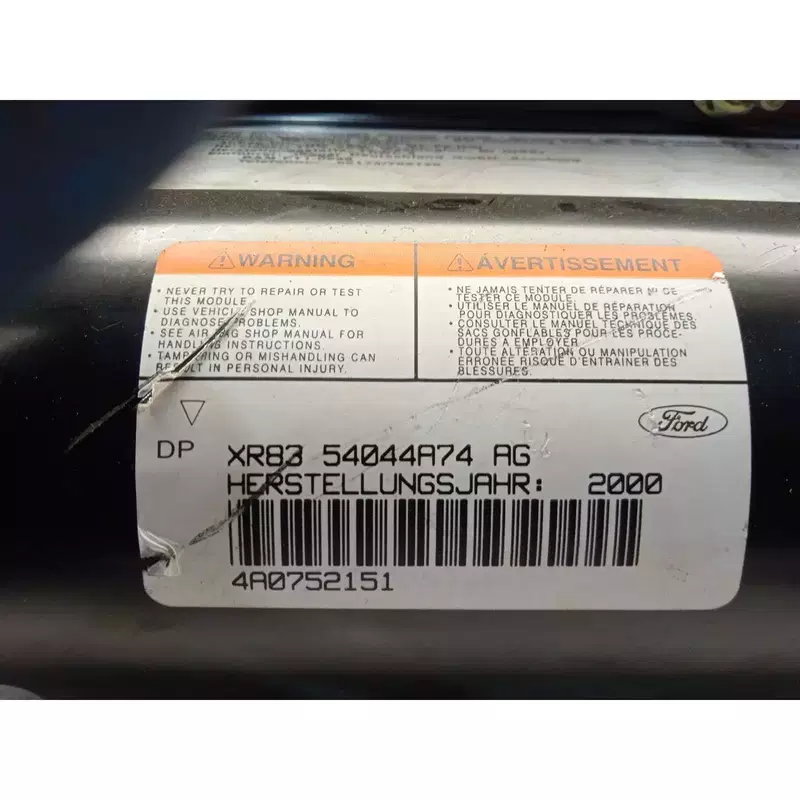 WARNING
• NEVER TRY TO REPAIR OR TEST
THIS MODULE.
• USE VEHICLE SHOP MANUAL TO
DIAGNOSE PROBLEMS.
• SEE AIR BAG SHOP MANUAL FOR
HANDLING INSTRUCTIONS.
• TAMPERING OR MISHANDLING CAN
RESULT IN PERSONAL INJURY.
AVERTISSEMENT
• NE JAMAIS TENTER DE RÉPARER NI DE
TESTER CE MODULE.
• UTILISER LE MANUEL DE RÉPARATION
POUR DIAGNOSTIQUER LES PROBLÈMES.
• CONSULTER LE MANUEL TECHNIQUE DES
SACS GONFLABLES POUR LES PROCÉ-
DURES A EMPLOYER
• TOUTE ALTERATION OU MANIPULATION
ERRONÉE RISQUE D'ENTRAINER DES
BLESSURES.
Ford
DP XR83 54044A74 AG
HERSTELLUNGSJAHR: 2000
4A0752151